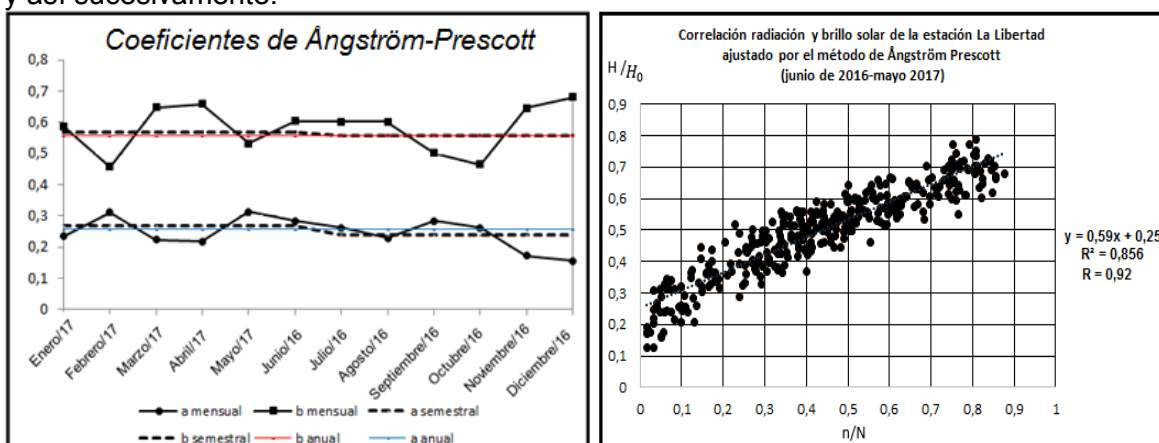 y así sucesivamente.
Coeficientes de Ångström-Prescott
0,8
0,7
0,6
0,5
0,4
0,3
0,2
0,1
0
Enero/17
Febrero/17
Marzo/17
Abril/17
Mayo/17
Junio/16
Julio/16
Agosto/16
Septiembre/16
Octubre/16
Noviembre/16
Diciembre/16
a mensual b mensual a semestral
b semestral b anual a anual
Correlación radiación y brillo solar de la estación La Libertad
ajustado por el método de Ångström Prescott
(junio de 2016-mayo 2017)
H/H₀
0,9
0,8
0,7
0,6
0,5
0,4
0,3
0,2
0,1
0
0 0,1 0,2 0,3 0,4 0,5 0,6 0,7 0,8 0,9 1
n/N
y = 0,59x + 0,25
R² = 0,856
R = 0,92